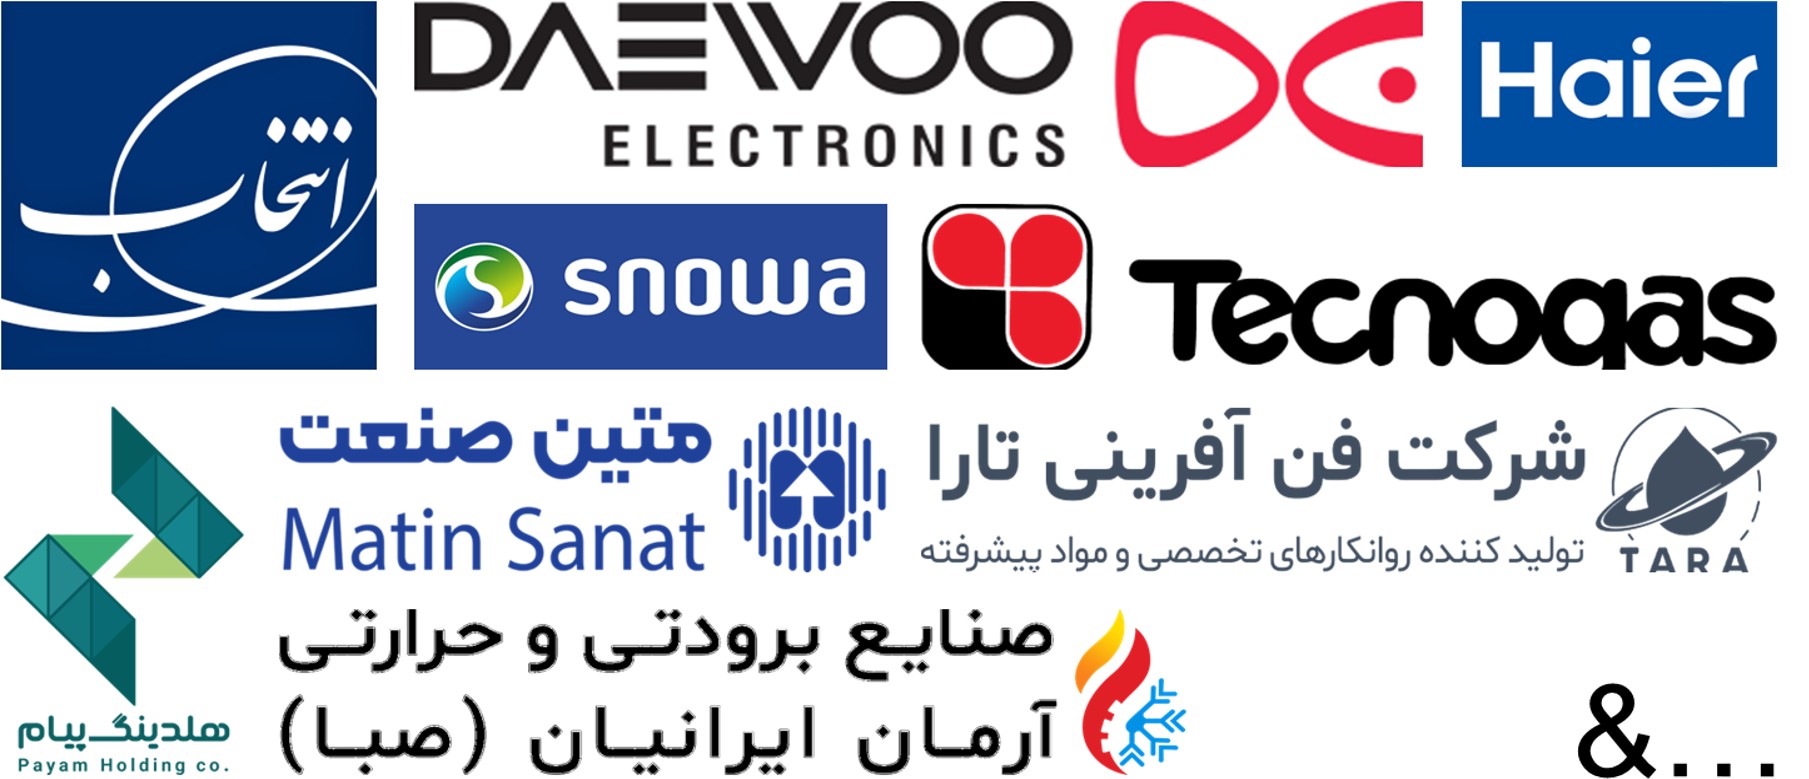 انتخاب
DAEWOO
ELECTRONICS
Haier
snowa
Tecnogas
متین صنعت
Matin Sanat
شرکت فن آفرینی تارا
تولید کننده روانکارهای تخصصی و مواد پیشرفته
TARA
هلدینگ پیام
Payam Holding co.
صنایع برودتی و حرارتی
آرمان ایرانیان (صبا)
&...